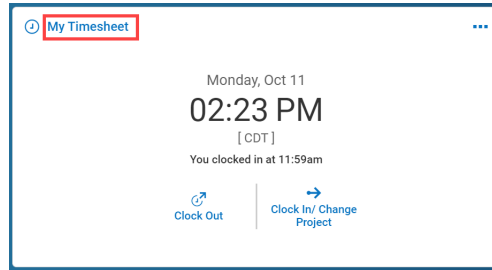 My Timesheet
Monday, Oct 11
02:23 PM
[ CDT ]
You clocked in at 11:59am
Clock Out
Clock In/ Change
Project